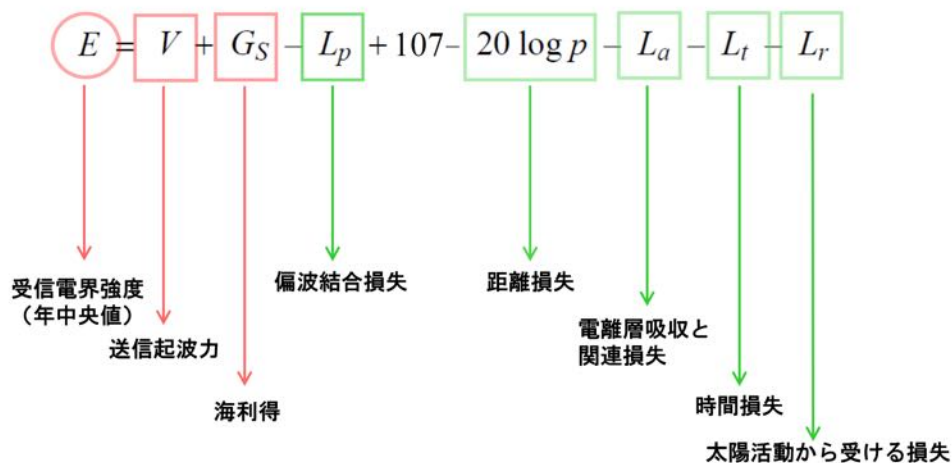 E = V + G_S – L_p + 107 – 20 log p – L_a – L_t – L_r
受信電界強度
（年中央値）
送信起波力
海利得
偏波結合損失
距離損失
電離層吸収と
関連損失
時間損失
太陽活動から受ける損失